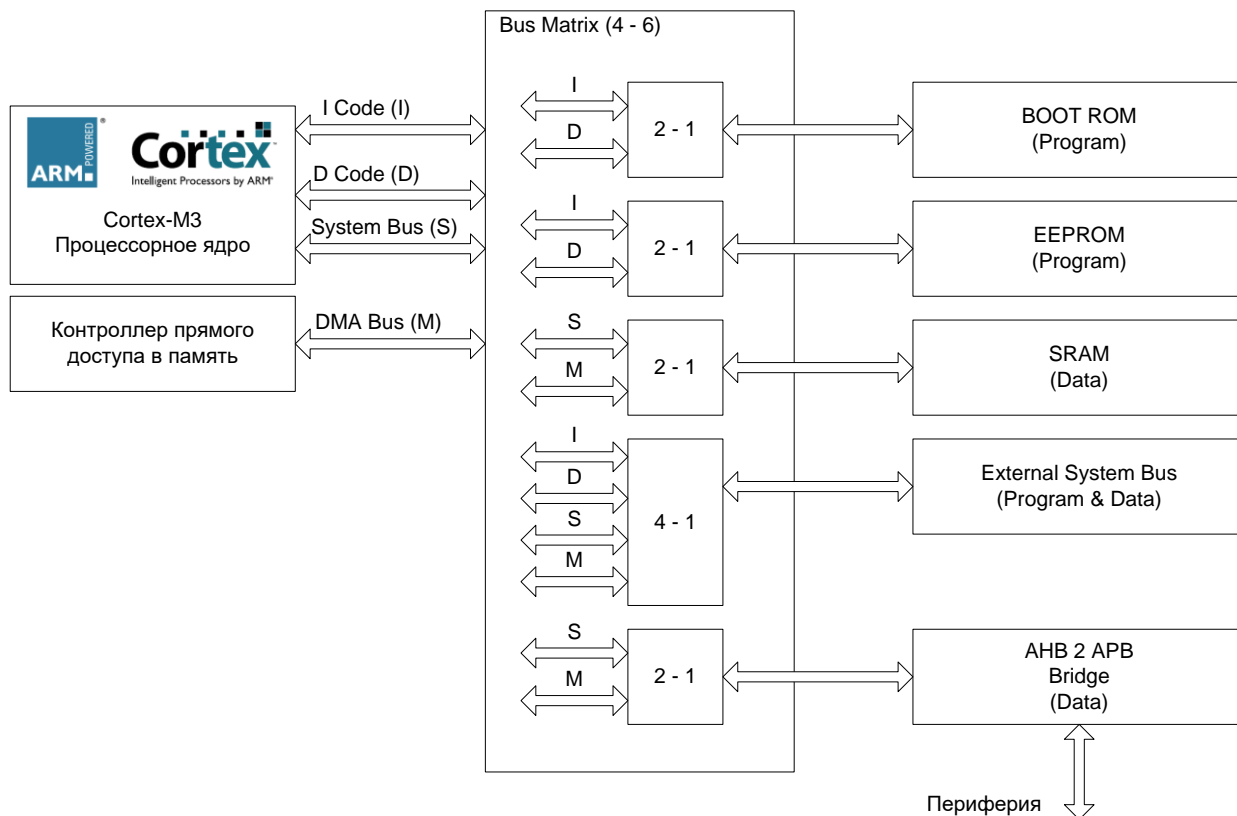 Bus Matrix (4 - 6)
ARM®
POWERED
Cortex™
Intelligent Processors by ARM®
Cortex-M3
Процессорное ядро
Контроллер прямого
доступа в память
I Code (I)
D Code (D)
System Bus (S)
DMA Bus (M)
I
D
2 - 1
BOOT ROM
(Program)
I
D
2 - 1
EEPROM
(Program)
S
M
2 - 1
SRAM
(Data)
I
D
S
M
4 - 1
External System Bus
(Program & Data)
S
M
2 - 1
AHB 2 APB
Bridge
(Data)
Периферия